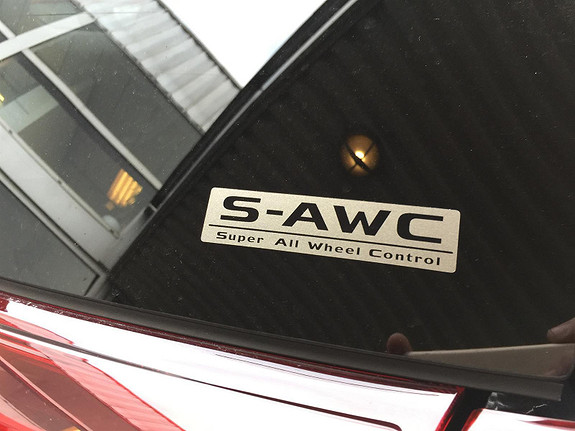 S-AWC
Super All Wheel Control